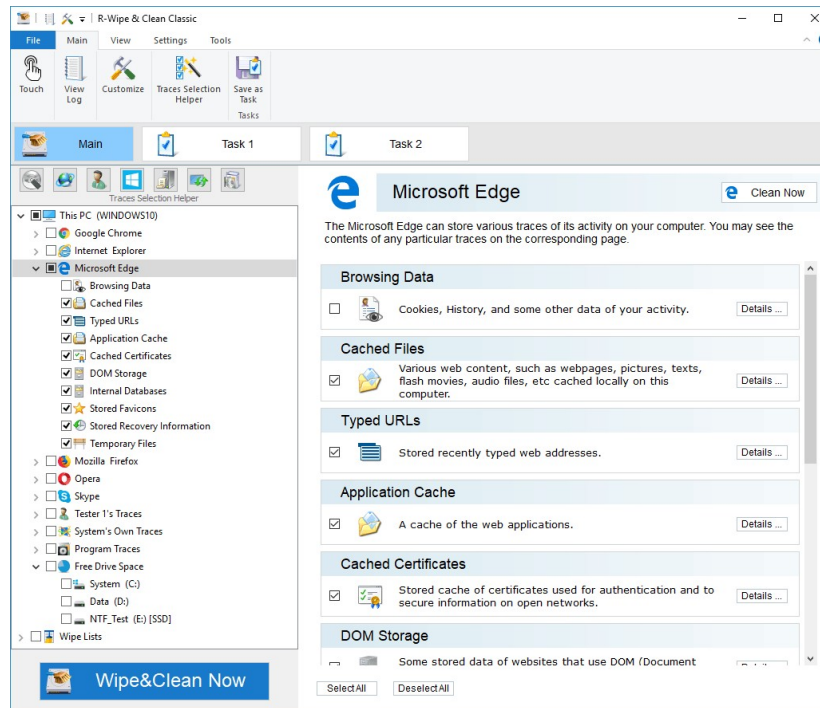 R-Wipe & Clean Classic
File Main View Settings Tools
Touch
View Log
Customize
Traces Selection Helper
Save as Task
Tasks
Main
Task 1
Task 2
Traces Selection Helper
This PC (WINDOWS10)
Google Chrome
Internet Explorer
Microsoft Edge
Browsing Data
Cached Files
Typed URLs
Application Cache
Cached Certificates
DOM Storage
Internal Databases
Stored Favicons
Stored Recovery Information
Temporary Files
Mozilla Firefox
Opera
Skype
Tester 1's Traces
System's Own Traces
Program Traces
Free Drive Space
System (C:)
Data (D:)
NTF_Test (E:) [SSD]
Wipe Lists
Wipe&Clean Now
Microsoft Edge
Clean Now
The Microsoft Edge can store various traces of its activity on your computer. You may see the
contents of any particular traces on the corresponding page.
Browsing Data
Cookies, History, and some other data of your activity.
Details ...
Cached Files
Various web content, such as webpages, pictures, texts,
flash movies, audio files, etc cached locally on this
computer.
Details ...
Typed URLs
Stored recently typed web addresses.
Details ...
Application Cache
A cache of the web applications.
Details ...
Cached Certificates
Stored cache of certificates used for authentication and to
secure information on open networks.
Details ...
DOM Storage
Some stored data of websites that use DOM (Document
Select All
Deselect All